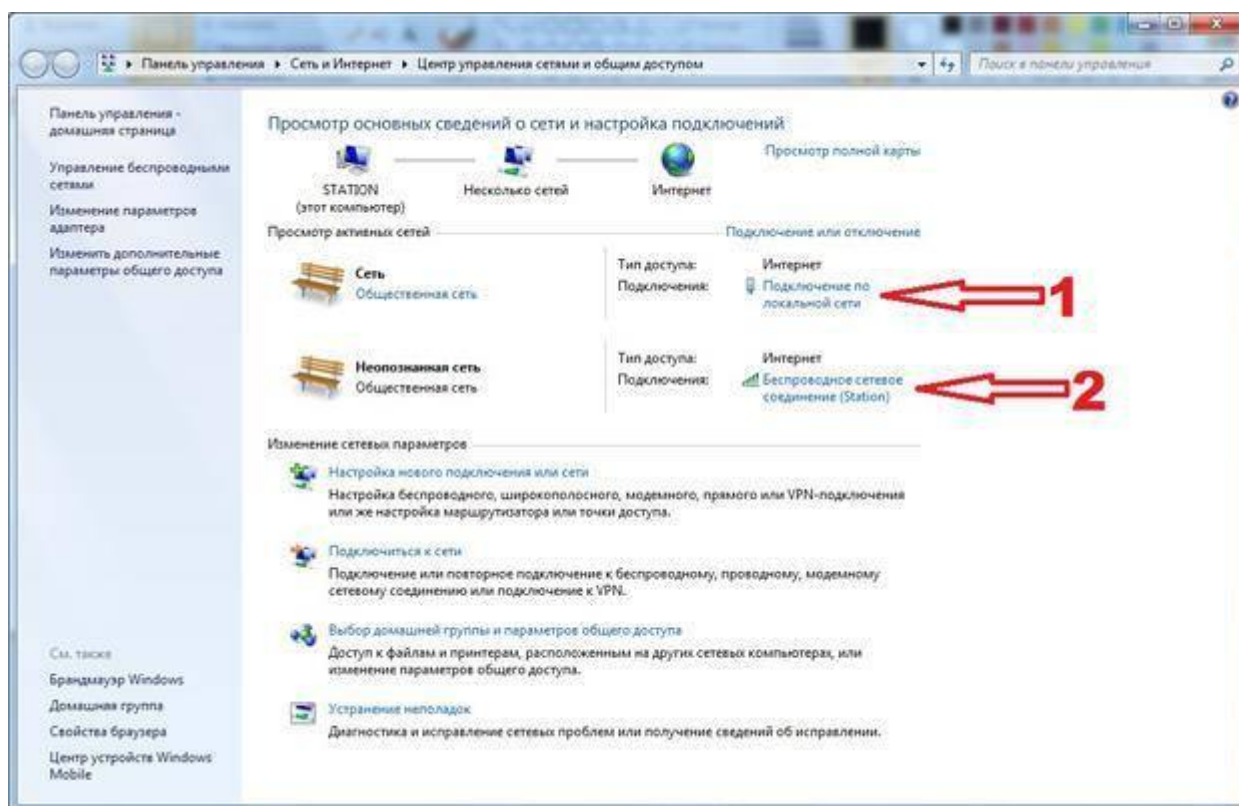 Панель управления ▸ Сеть и Интернет ▸ Центр управления сетями и общим доступом
Поиск в панели управления
Панель управления -
домашняя страница
Управление беспроводными
сетями
Изменение параметров
адаптера
Изменить дополнительные
параметры общего доступа
См. также
Брандмауэр Windows
Домашняя группа
Свойства браузера
Центр устройств Windows
Mobile
Просмотр основных сведений о сети и настройка подключений
Просмотр полной карты
STATION
(этот компьютер)
Несколько сетей
Интернет
Просмотр активных сетей
Подключение или отключение
Сеть
Общественная сеть
Тип доступа: Интернет
Подключения: Подключение по
локальной сети
1
Неопознанная сеть
Общественная сеть
Тип доступа: Интернет
Подключения: Беспроводное сетевое
соединение (Station)
2
Изменение сетевых параметров
Настройка нового подключения или сети
Настройка беспроводного, широкополосного, модемного, прямого или VPN-подключения
или же настройка маршрутизатора или точки доступа.
Подключиться к сети
Подключение или повторное подключение к беспроводному, проводному, модемному
сетевому соединению или подключение к VPN.
Выбор домашней группы и параметров общего доступа
Доступ к файлам и принтерам, расположенным на других сетевых компьютерах, или
изменение параметров общего доступа.
Устранение неполадок
Диагностика и исправление сетевых проблем или получение сведений об исправлении.